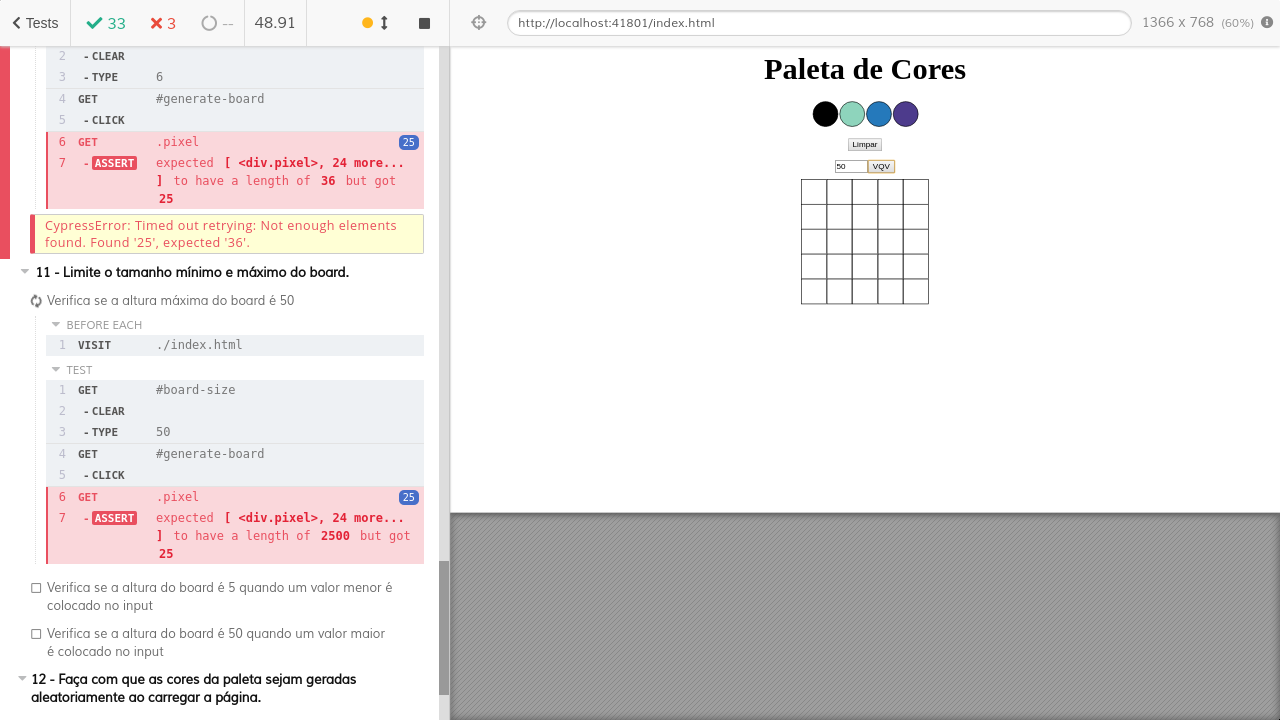 Tests
33
3
--
48.91
http://localhost:41801/index.html
1366 x 768 (60%)
2 - CLEAR
3 - TYPE 6
4 GET #generate-board
5 - CLICK
6 GET .pixel 25
7 - ASSERT expected [ <div.pixel>, 24 more...
] to have a length of 36 but got
25
CypressError: Timed out retrying: Not enough elements
found. Found '25', expected '36'.
11 - Limite o tamanho mínimo e máximo do board.
Verifica se a altura máxima do board é 50
BEFORE EACH
1 VISIT ./index.html
TEST
1 GET #board-size
2 - CLEAR
3 - TYPE 50
4 GET #generate-board
5 - CLICK
6 GET .pixel 25
7 - ASSERT expected [ <div.pixel>, 24 more...
] to have a length of 2500 but got
25
Verifica se a altura do board é 5 quando um valor menor é
colocado no input
Verifica se a altura do board é 50 quando um valor maior
é colocado no input
12 - Faça com que as cores da paleta sejam geradas
aleatoriamente ao carregar a página.
Paleta de Cores
Limpar
50 VQV